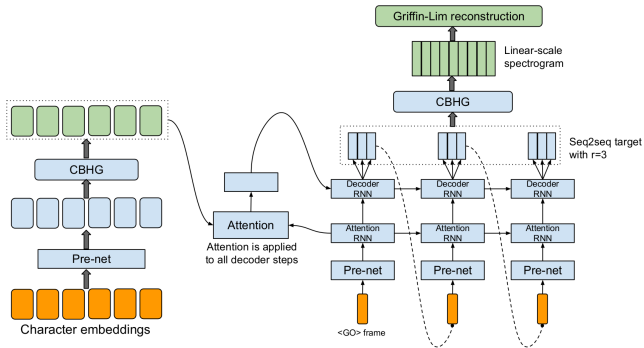 Griffin-Lim reconstruction
Linear-scale
spectrogram
CBHG
Seq2seq target
with r=3
CBHG
Pre-net
Character embeddings
Attention
Attention is applied
to all decoder steps
Decoder
RNN
Decoder
RNN
Decoder
RNN
Attention
RNN
Attention
RNN
Attention
RNN
Pre-net
Pre-net
Pre-net
<GO> frame